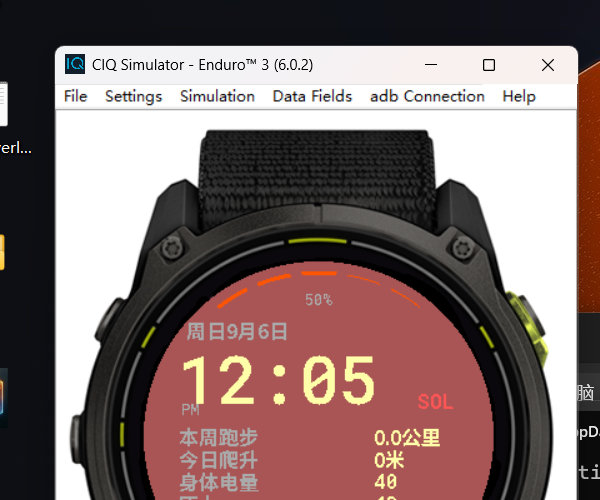 CIQ Simulator - Enduro™ 3 (6.0.2)
File Settings Simulation Data Fields adb Connection Help
50%
周日9月6日
12:05
PM SOL
本周跑步 0.0公里
今日爬升 0米
身体电量 40
脑